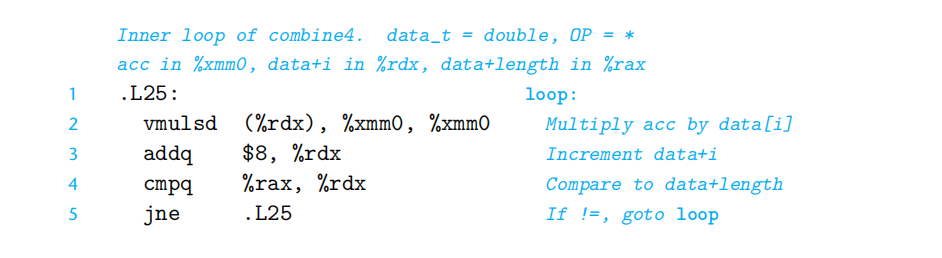 Inner loop of combine4. data_t = double, OP = *
acc in %xmm0, data+i in %rdx, data+length in %rax
1 .L25: loop:
2 vmulsd (%rdx), %xmm0, %xmm0 Multiply acc by data[i]
3 addq $8, %rdx Increment data+i
4 cmpq %rax, %rdx Compare to data+length
5 jne .L25 If !=, goto loop